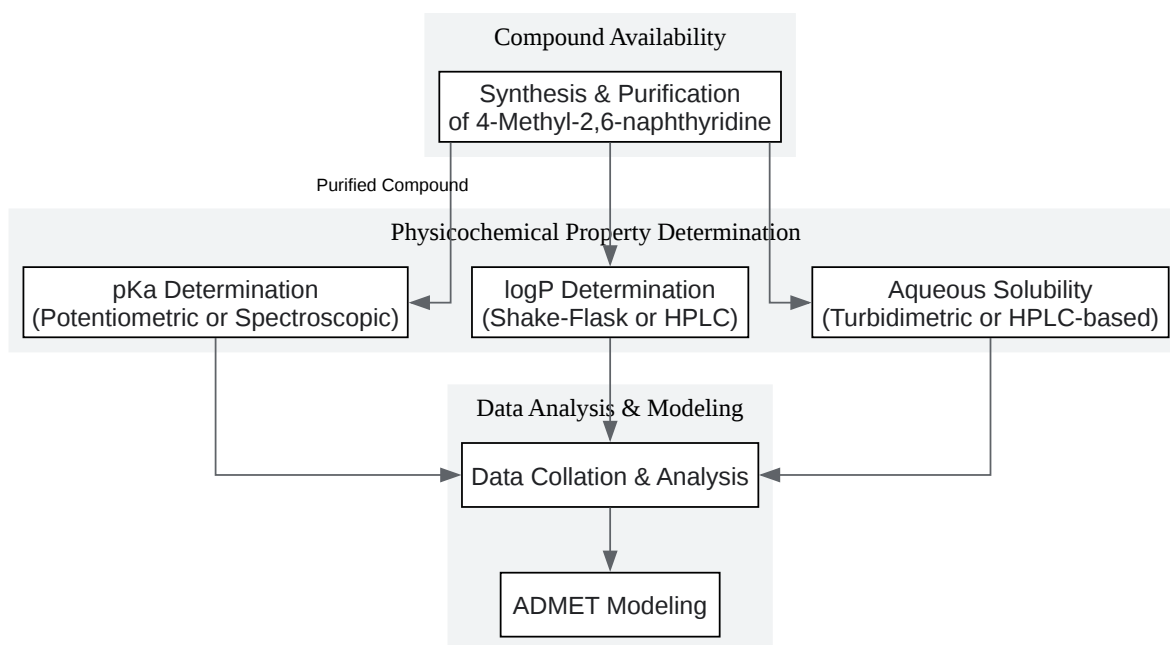 Compound Availability
Synthesis & Purification
of 4-Methyl-2,6-naphthyridine
Purified Compound
Physicochemical Property Determination
pKa Determination
(Potentiometric or Spectroscopic)
logP Determination
(Shake-Flask or HPLC)
Aqueous Solubility
(Turbidimetric or HPLC-based)
Data Analysis & Modeling
Data Collation & Analysis
ADMET Modeling